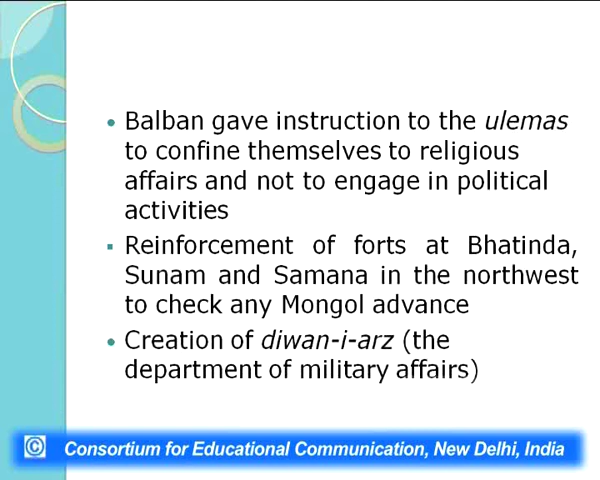 • Balban gave instruction to the ulemas
to confine themselves to religious
affairs and not to engage in political
activities
▪ Reinforcement of forts at Bhatinda,
Sunam and Samana in the northwest
to check any Mongol advance
• Creation of diwan-i-arz (the
department of military affairs)
© Consortium for Educational Communication, New Delhi, India